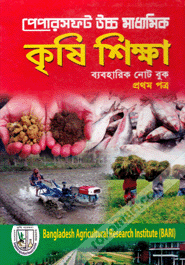 পেপারসফট উচ্চ মাধ্যমিক
কৃষি শিক্ষা
ব্যবহারিক নোট বুক
প্রথম পত্র
Bangladesh Agricultural Research Institute (BARI)